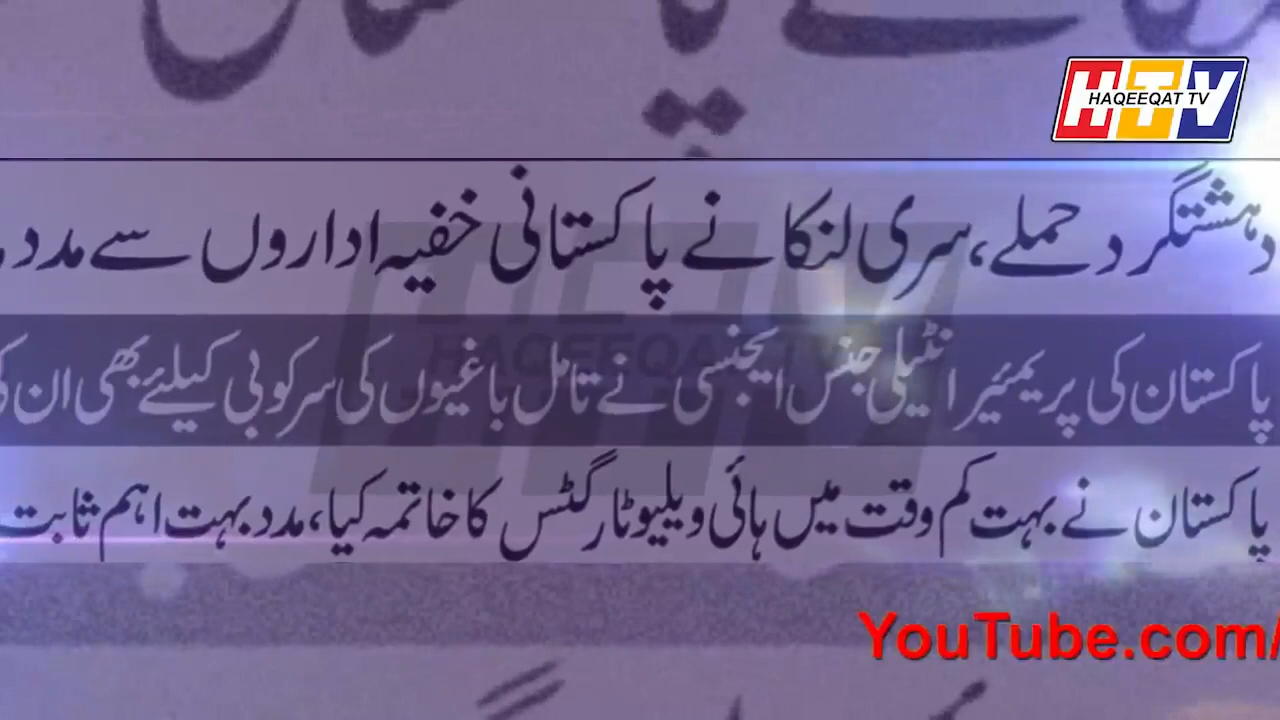 HTV
HAQEEQAT TV
دہشتگرد حملے، سری لنکا نے پاکستانی خفیہ اداروں سے مدد
پاکستان کی پریمئیر انٹیلی جنس ایجنسی نے تامل باغیوں کی سرکوبی کیلئے بھی ان
پاکستان نے بہت کم وقت میں ہائی ویلیو ٹارگٹس کا خاتمہ کیا، مدد بہت اہم ثابت
YouTube.com/